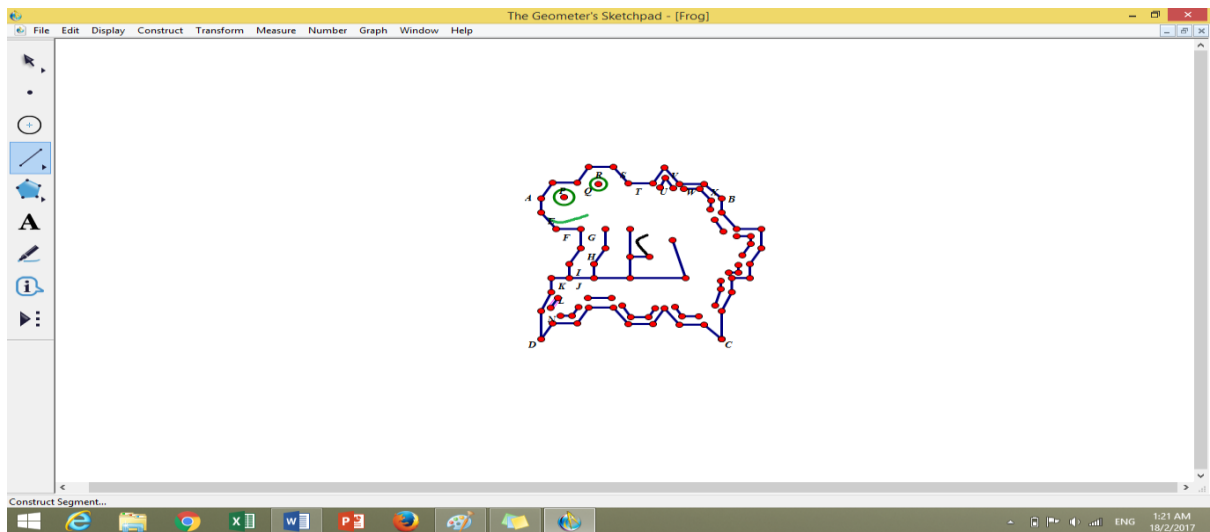 The Geometer's Sketchpad - [Frog]
File Edit Display Construct Transform Measure Number Graph Window Help
R S V
A P Q T U W X B
E
F G
H
I
K J
L
N
D C
A
Construct Segment...
ENG 1:21 AM
18/2/2017